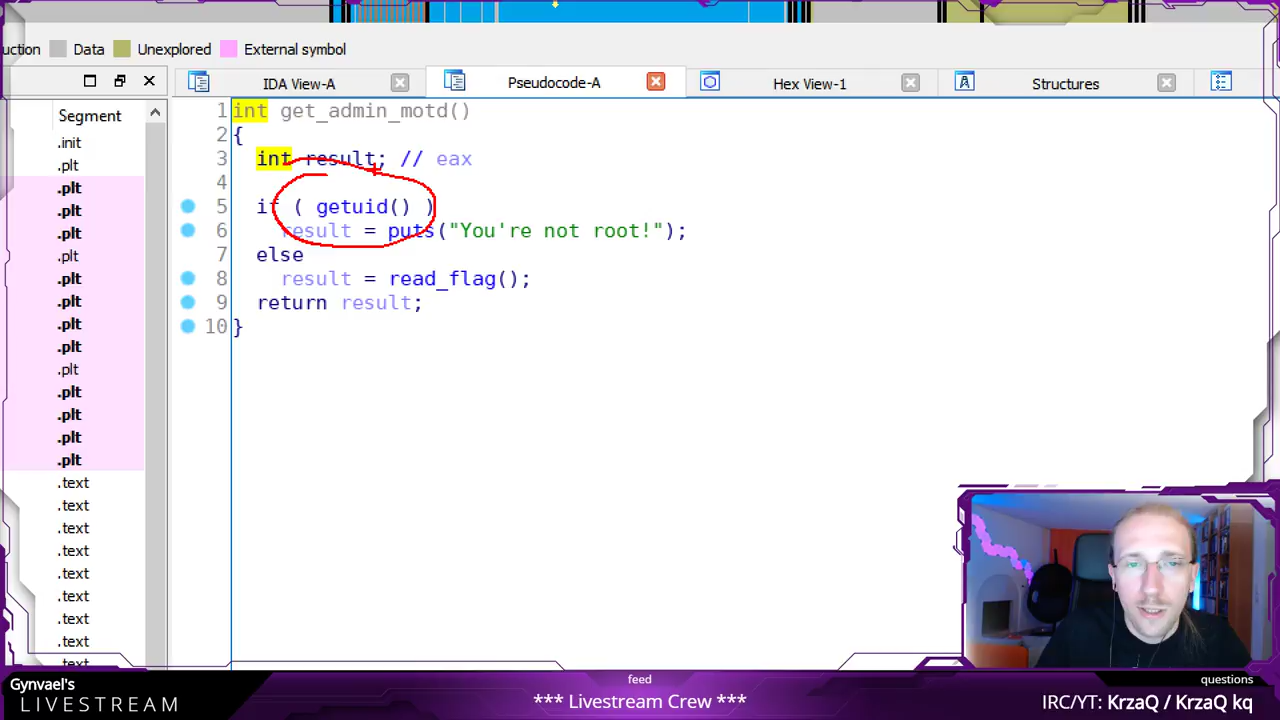 uction Data Unexplored External symbol
IDA View-A Pseudocode-A Hex View-1 Structures
Segment
.init
.plt
.plt
.plt
.plt
.plt
.plt
.plt
.plt
.plt
.plt
.plt
.plt
.plt
.plt
.text
.text
.text
.text
.text
.text
.text
.text
.text
1 int get_admin_motd()
2 {
3 int result; // eax
4
5 if ( getuid() )
6 result = puts("You're not root!");
7 else
8 result = read_flag();
9 return result;
10 }
Gynvael's
LIVESTREAM
feed
*** Livestream Crew ***
questions
IRC/YT: KrzaQ / KrzaQ kq